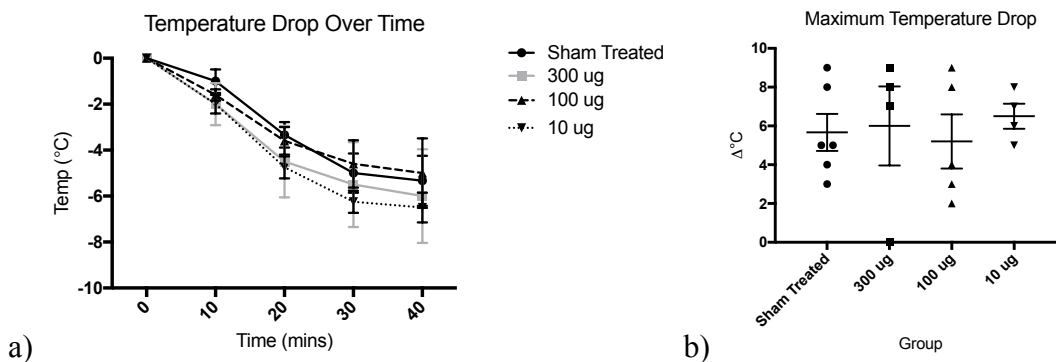 Temperature Drop Over Time
0
-2
-4
-6
-8
-10
Temp (°C)
0
10
20
30
40
Time (mins)
Sham Treated
300 ug
100 ug
10 ug
a)
Maximum Temperature Drop
10
8
6
4
2
0
Δ°C
Sham Treated
300 ug
100 ug
10 ug
Group
b)